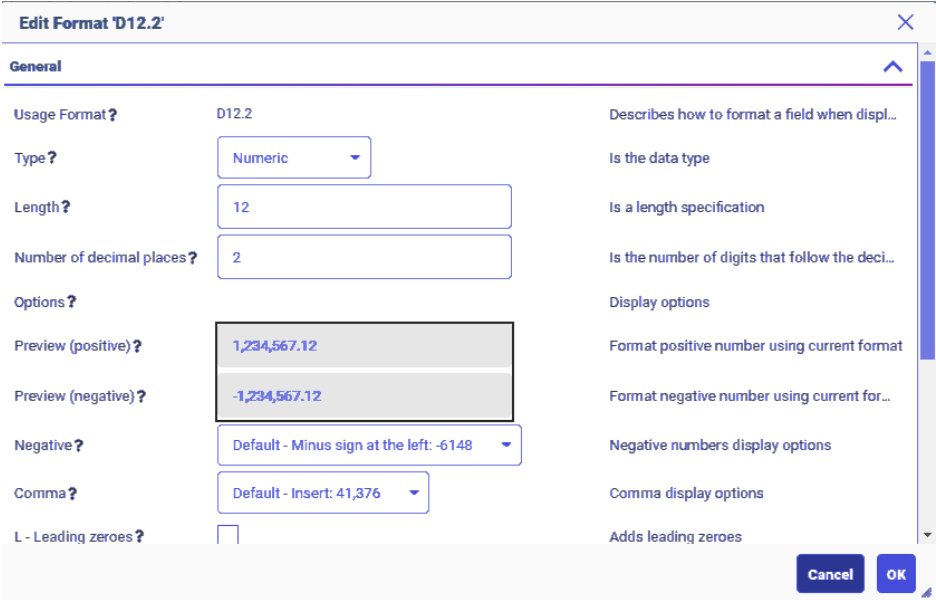 Edit Format 'D12.2'
General
Usage Format? D12.2 Describes how to format a field when displ...
Type? Numeric Is the data type
Length? 12 Is a length specification
Number of decimal places? 2 Is the number of digits that follow the deci...
Options? Display options
Preview (positive)? 1,234,567.12 Format positive number using current format
Preview (negative)? -1,234,567.12 Format negative number using current for...
Negative? Default - Minus sign at the left: -6148 Negative numbers display options
Comma? Default - Insert: 41,376 Comma display options
L - Leading zeroes? Adds leading zeroes
Cancel OK